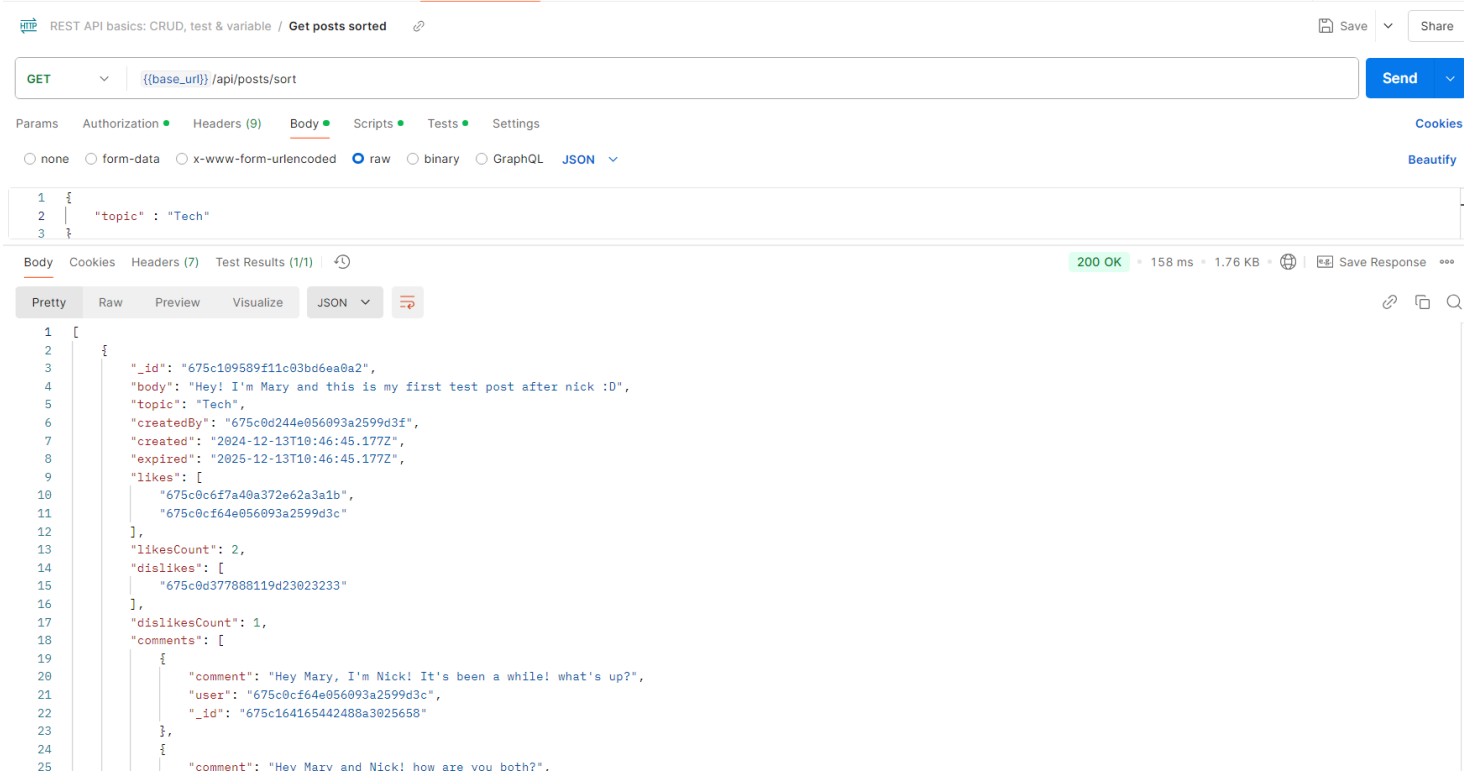 HTTP REST API basics: CRUD, test & variable / Get posts sorted Save Share
GET {{base_url}} /api/posts/sort Send
Params Authorization Headers (9) Body Scripts Tests Settings Cookies
none form-data x-www-form-urlencoded raw binary GraphQL JSON Beautify
1 {
2 "topic" : "Tech"
3 }
Body Cookies Headers (7) Test Results (1/1) 200 OK 158 ms 1.76 KB e.g. Save Response
Pretty Raw Preview Visualize JSON
1 [
2 {
3 "_id": "675c109589f11c03bd6ea0a2",
4 "body": "Hey! I'm Mary and this is my first test post after nick :D",
5 "topic": "Tech",
6 "createdBy": "675c0d244e056093a2599d3f",
7 "created": "2024-12-13T10:46:45.177Z",
8 "expired": "2025-12-13T10:46:45.177Z",
9 "likes": [
10 "675c0c6f7a40a372e62a3a1b",
11 "675c0cf64e056093a2599d3c"
12 ],
13 "likesCount": 2,
14 "dislikes": [
15 "675c0d377888119d23023233"
16 ],
17 "dislikesCount": 1,
18 "comments": [
19 {
20 "comment": "Hey Mary, I'm Nick! It's been a while! what's up?",
21 "user": "675c0cf64e056093a2599d3c",
22 "_id": "675c164165442488a3025658"
23 },
24 {
25 "comment": "Hey Mary and Nick! how are you both?",